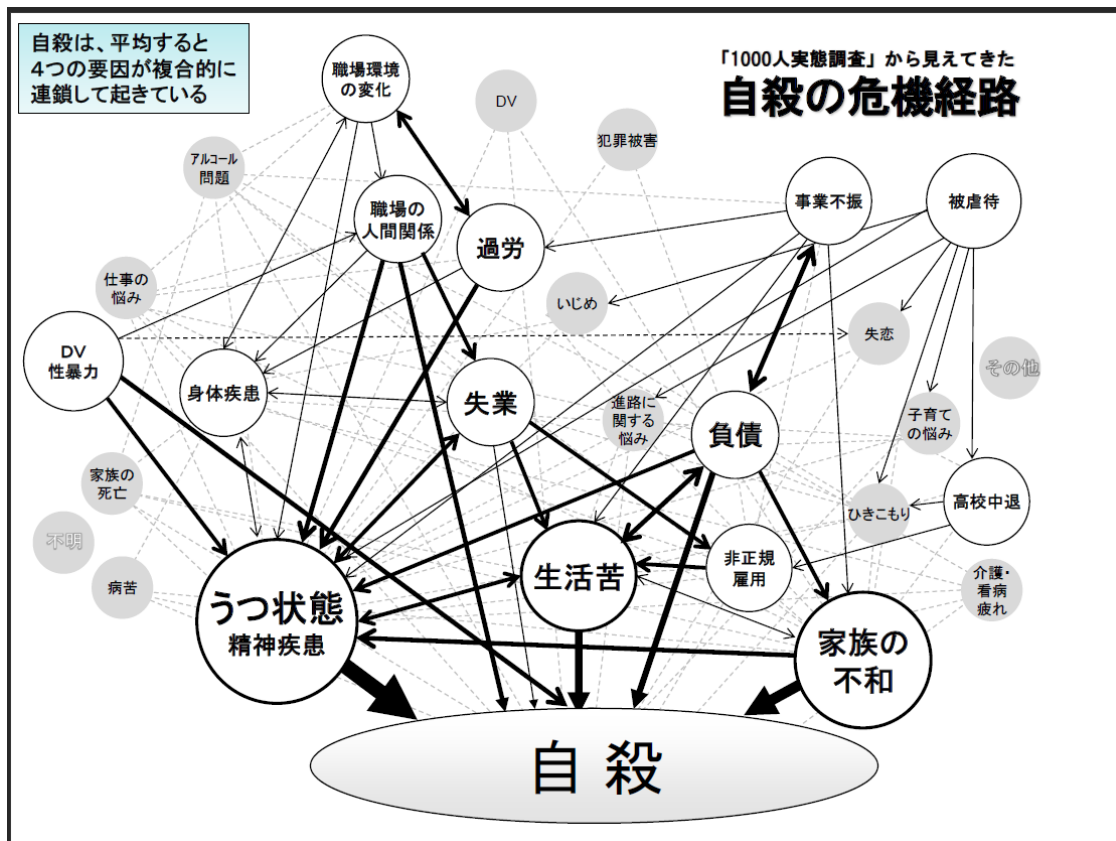 自殺は、平均すると
4つの要因が複合的に
連鎖して起きている
「1000人実態調査」から見えてきた
自殺の危機経路
職場環境
の変化
DV
犯罪被害
アルコール
問題
職場の
人間関係
過労
事業不振
被虐待
仕事の
悩み
いじめ
失恋
DV
性暴力
その他
身体疾患
失業
進路に
関する
悩み
負債
子育て
の悩み
家族の
死亡
ひきこもり
高校中退
不明
病苦
うつ状態
精神疾患
生活苦
非正規
雇用
介護・
看病
疲れ
家族の
不和
自殺